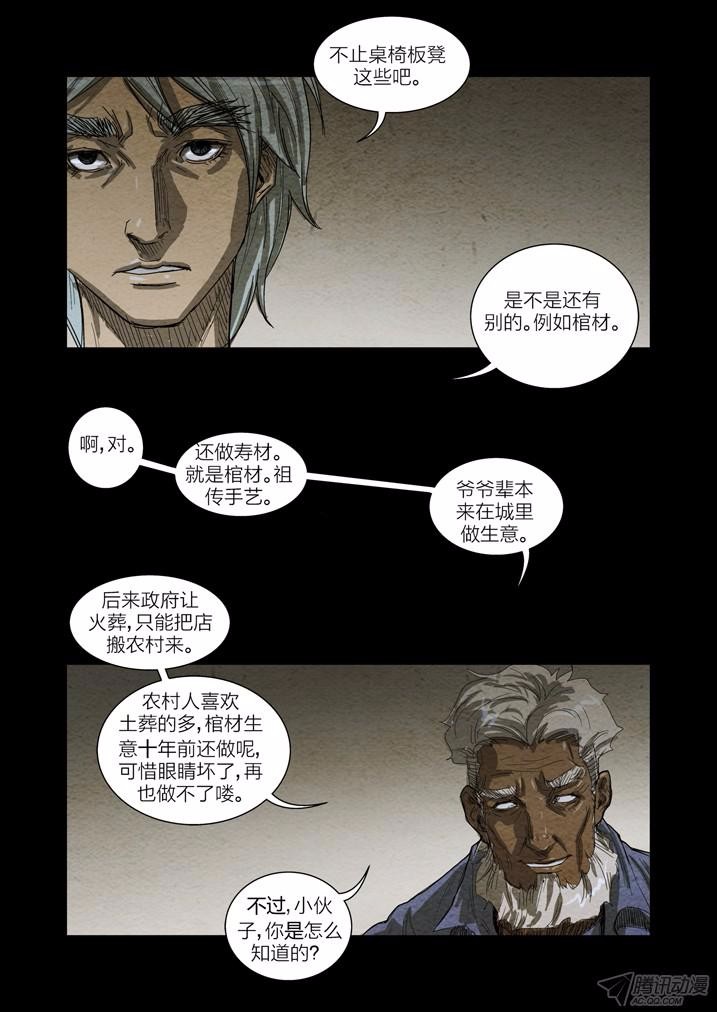 不止桌椅板凳
这些吧。
是不是还有
别的。例如棺材。
啊,对。
还做寿材。
就是棺材。祖
传手艺。
爷爷辈本
来在城里
做生意。
后来政府让
火葬,只能把店
搬农村来。
农村人喜欢
土葬的多,棺材生
意十年前还做呢,
可惜眼睛坏了,再
也做不了喽。
不过,小伙
子,你是怎么
知道的?
腾讯动漫